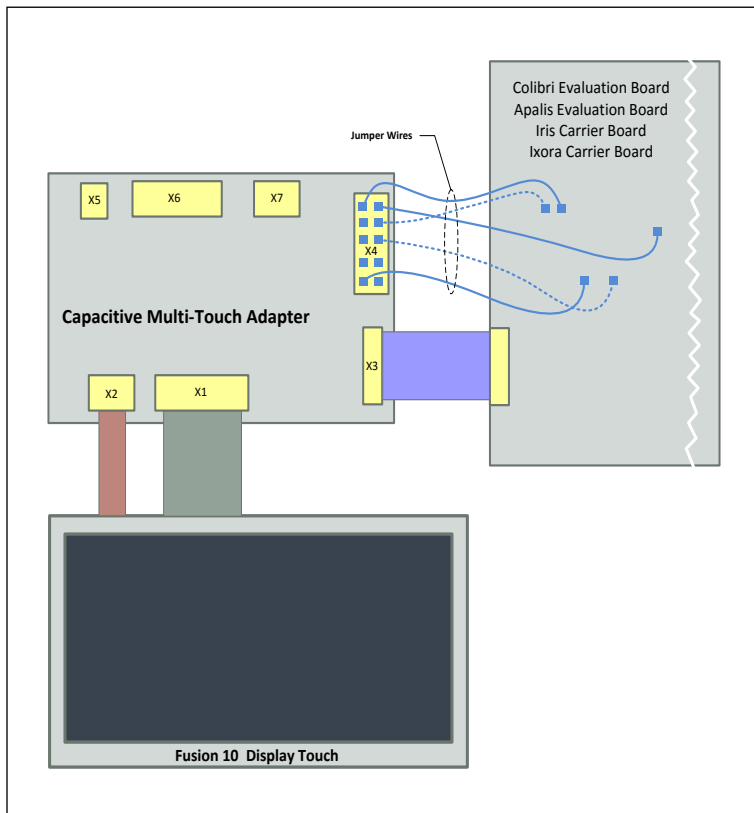 Colibri Evaluation Board
Apalis Evaluation Board
Iris Carrier Board
Ixora Carrier Board
Jumper Wires
X5
X6
X7
X4
Capacitive Multi-Touch Adapter
X3
X2
X1
Fusion 10 Display Touch